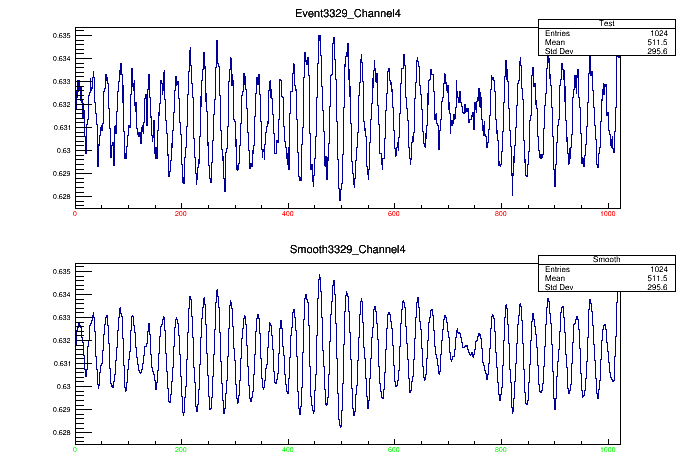 Event3329_Channel4
Test
Entries 1024
Mean 511.5
Std Dev 295.6
0.635
0.634
0.633
0.632
0.631
0.63
0.629
0.628
0 200 400 600 800 1000
Smooth3329_Channel4
Smooth
Entries 1024
Mean 511.5
Std Dev 295.6
0.635
0.634
0.633
0.632
0.631
0.63
0.629
0.628
0 200 400 600 800 1000